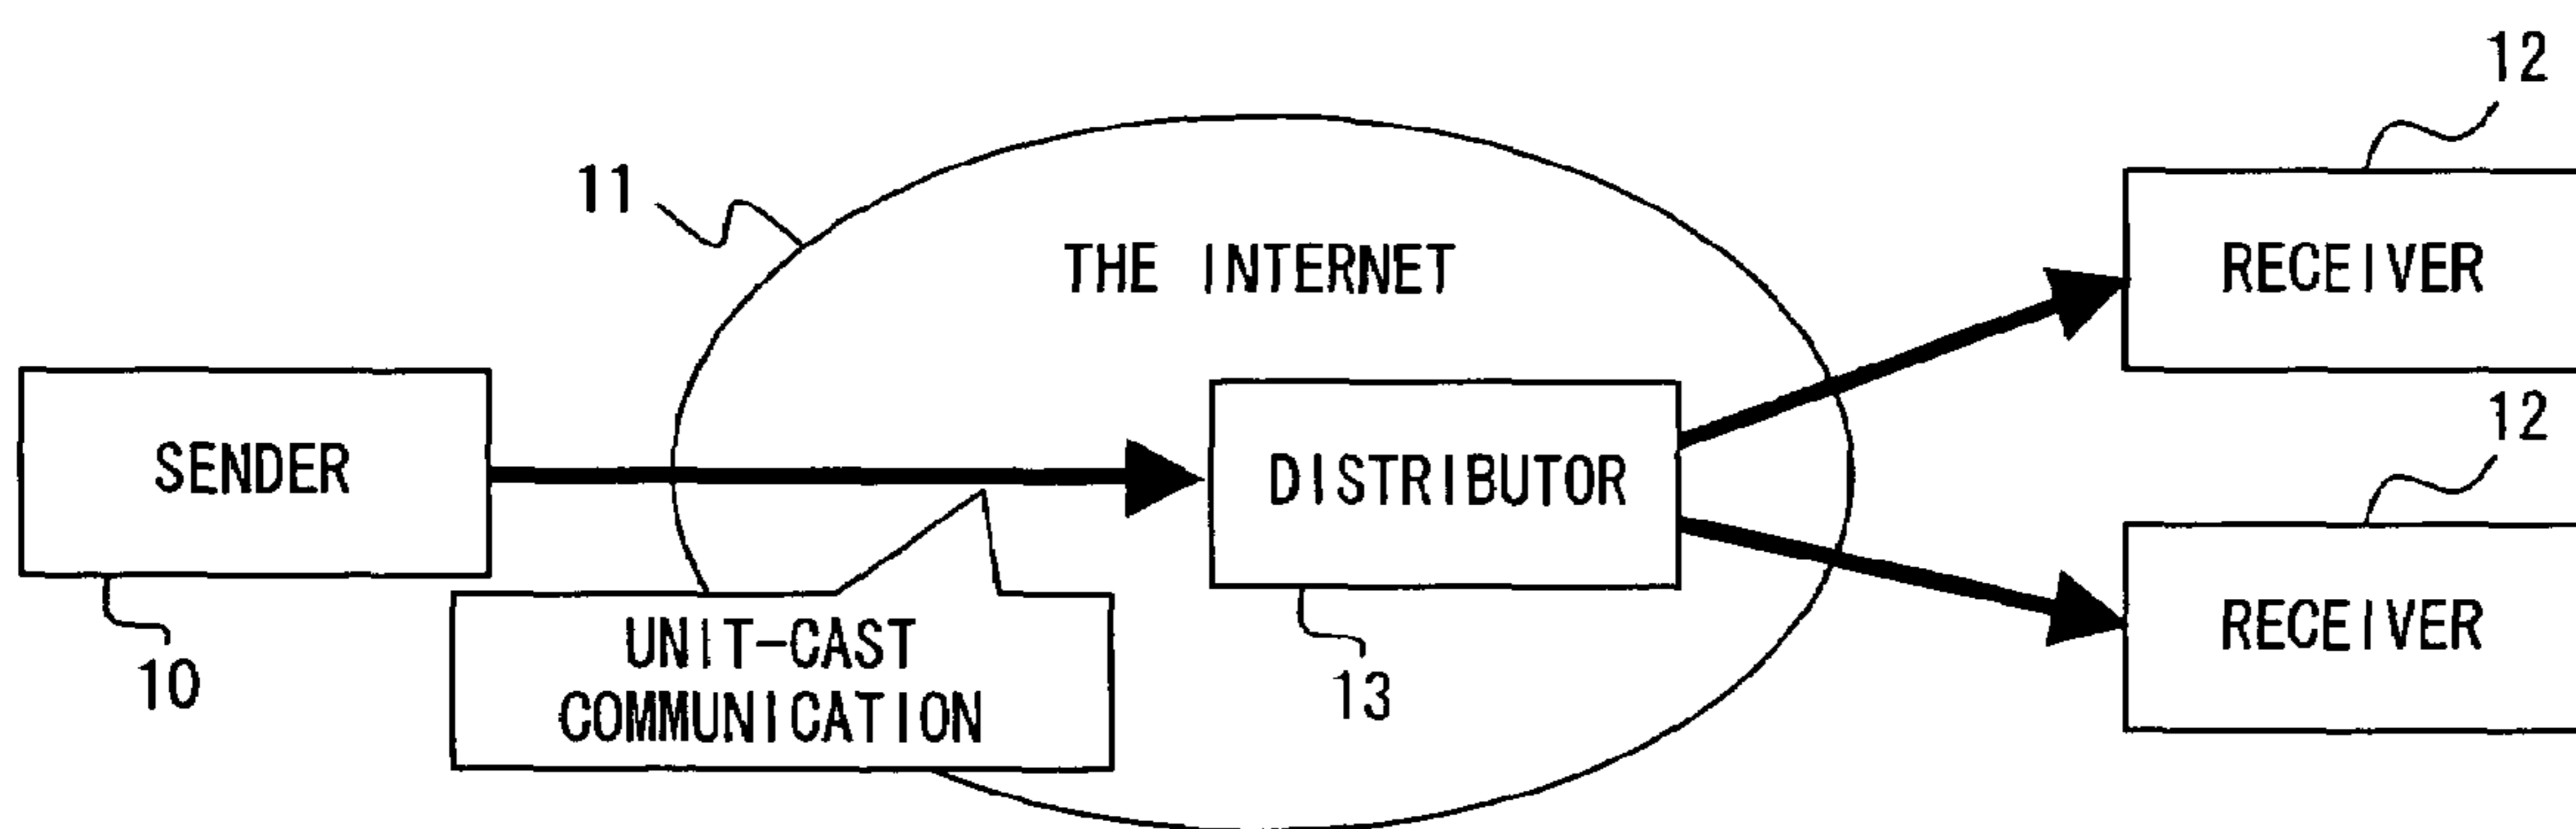 12
11
THE INTERNET
RECEIVER
12
SENDER
DISTRIBUTOR
UNIT-CAST
COMMUNICATION
RECEIVER
10
13